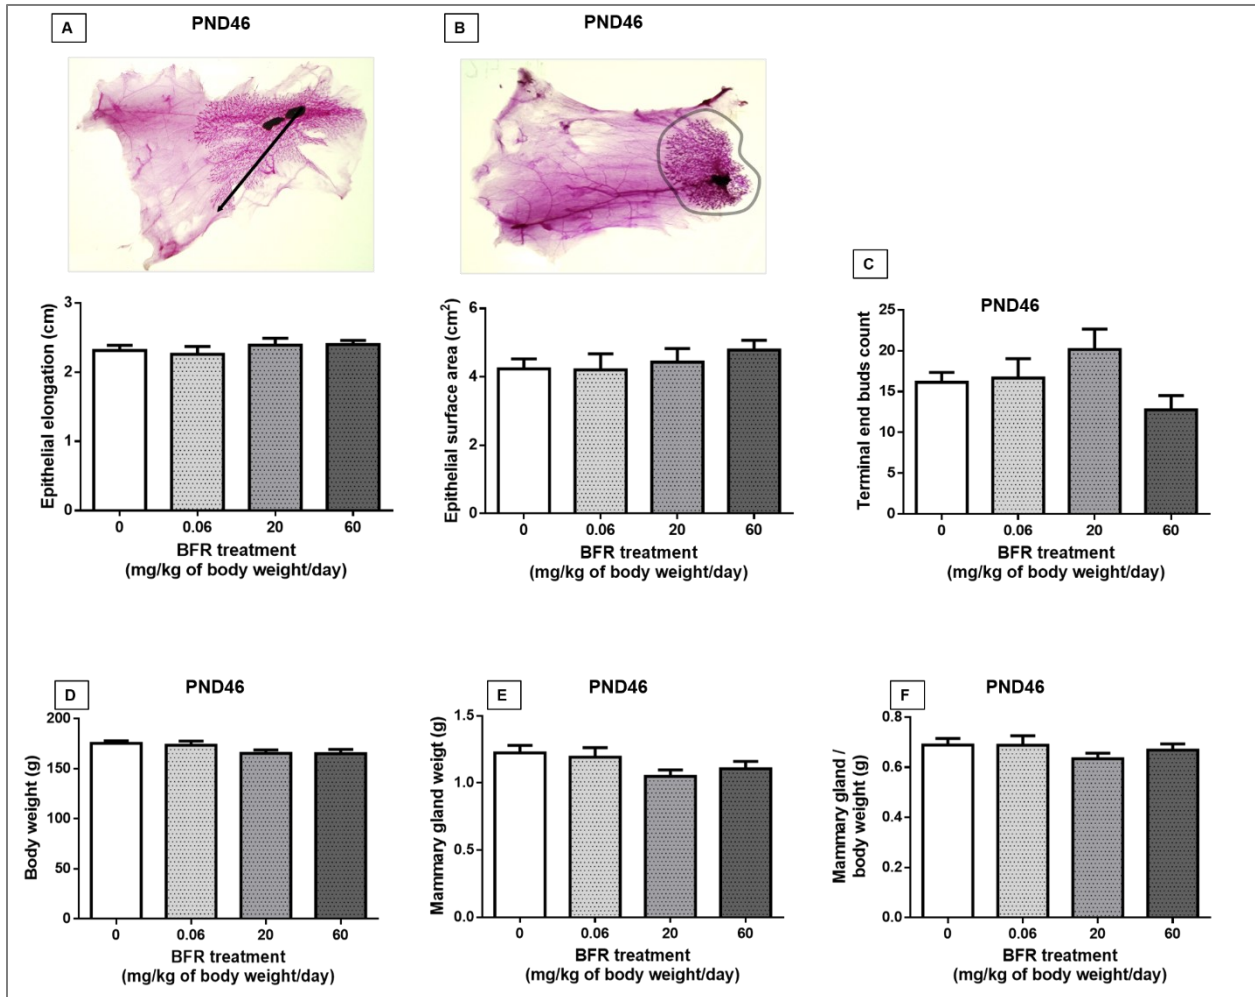 A
PND46
B
PND46
Epithelial elongation (cm)
3
2
1
0
0 0.06 20 60
BFR treatment
(mg/kg of body weight/day)
Epithelial surface area (cm²)
6
4
2
0
0 0.06 20 60
BFR treatment
(mg/kg of body weight/day)
C
PND46
Terminal end buds count
25
20
15
10
5
0
0 0.06 20 60
BFR treatment
(mg/kg of body weight/day)
D
PND46
Body weight (g)
200
150
100
50
0
0 0.06 20 60
BFR treatment
(mg/kg of body weight/day)
E
PND46
Mammary gland weigt (g)
1.5
1.0
0.5
0.0
0 0.06 20 60
BFR treatment
(mg/kg of body weight/day)
F
PND46
Mammary gland /
body weight (g)
0.8
0.6
0.4
0.2
0.0
0 0.06 20 60
BFR treatment
(mg/kg of body weight/day)